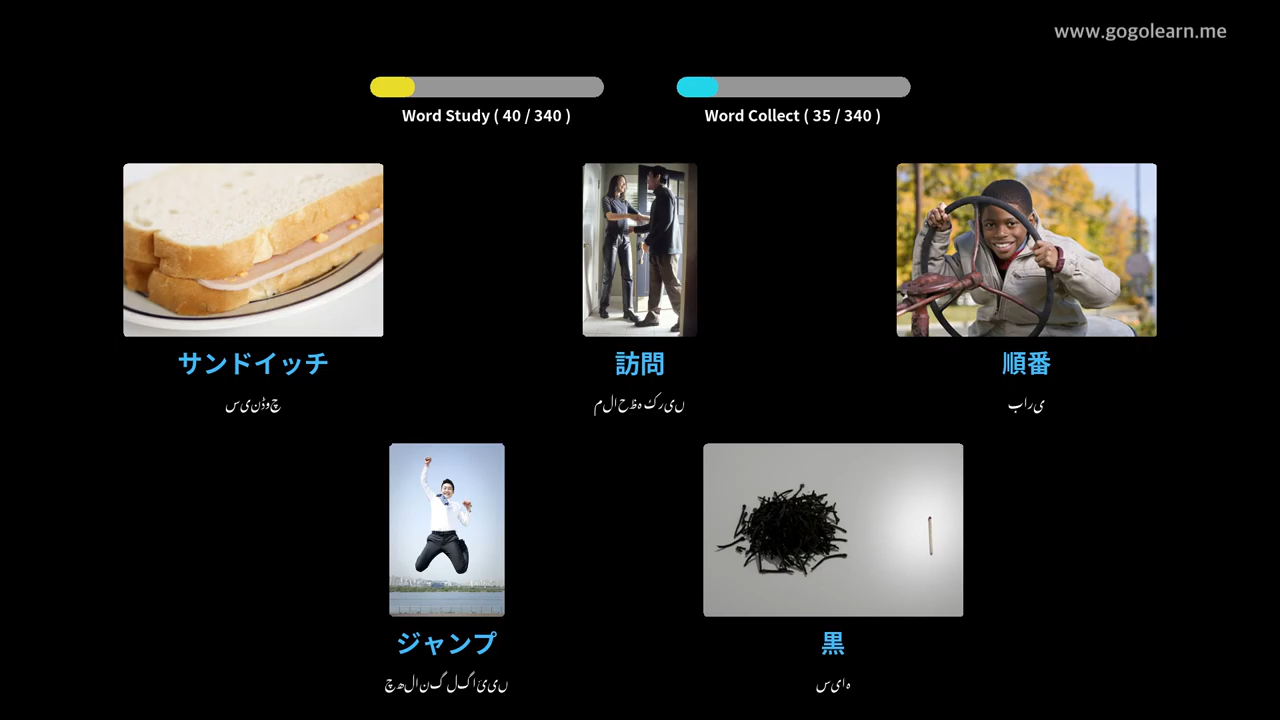 www.gogolearn.me
Word Study ( 40 / 340 )
Word Collect ( 35 / 340 )
サンドイッチ
سینڈوچ
訪問
ملاحظہ کریں
順番
باری
ジャンプ
چھلانگ لگائیں
黒
سیاہ